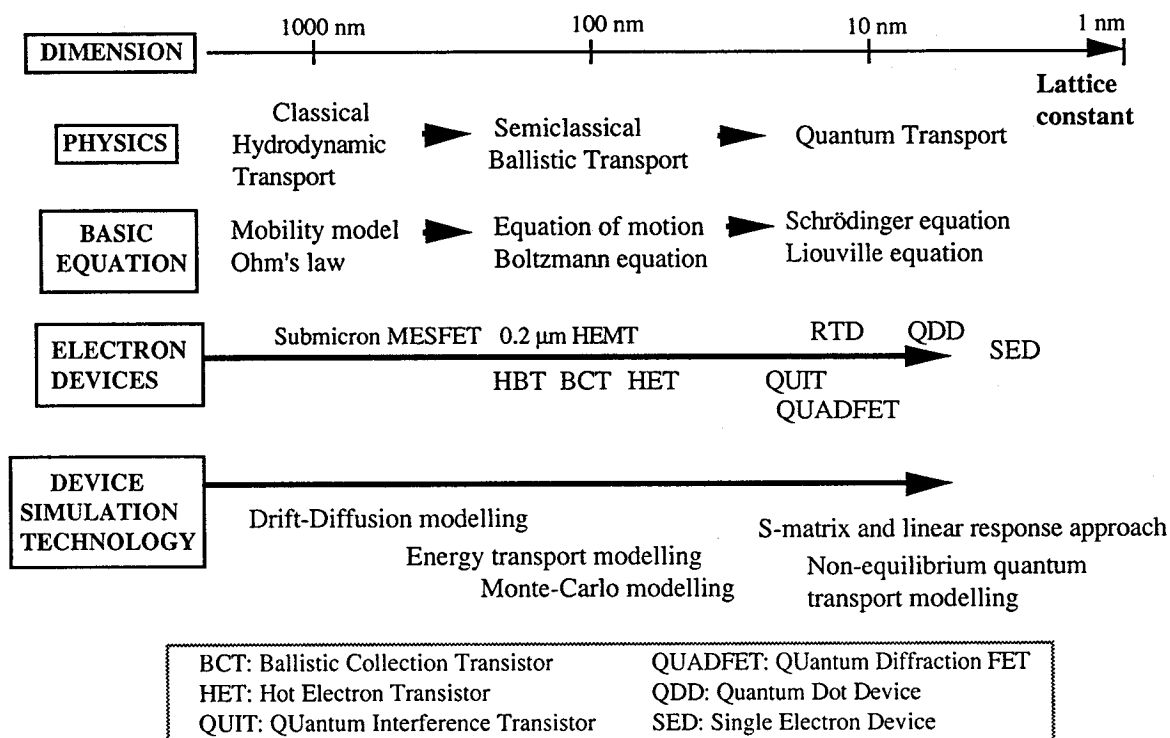 1000 nm 100 nm 10 nm 1 nm
DIMENSION
Lattice
constant
PHYSICS
Classical
Hydrodynamic
Transport
Semiclassical
Ballistic Transport
Quantum Transport
BASIC
EQUATION
Mobility model
Ohm's law
Equation of motion
Boltzmann equation
Schrödinger equation
Liouville equation
ELECTRON
DEVICES
Submicron MESFET 0.2 µm HEMT RTD QDD
SED
HBT BCT HET QUIT
QUADFET
DEVICE
SIMULATION
TECHNOLOGY
Drift-Diffusion modelling
Energy transport modelling
Monte-Carlo modelling
S-matrix and linear response approach
Non-equilibrium quantum
transport modelling
BCT: Ballistic Collection Transistor
HET: Hot Electron Transistor
QUIT: QUantum Interference Transistor
QUADFET: QUantum Diffraction FET
QDD: Quantum Dot Device
SED: Single Electron Device